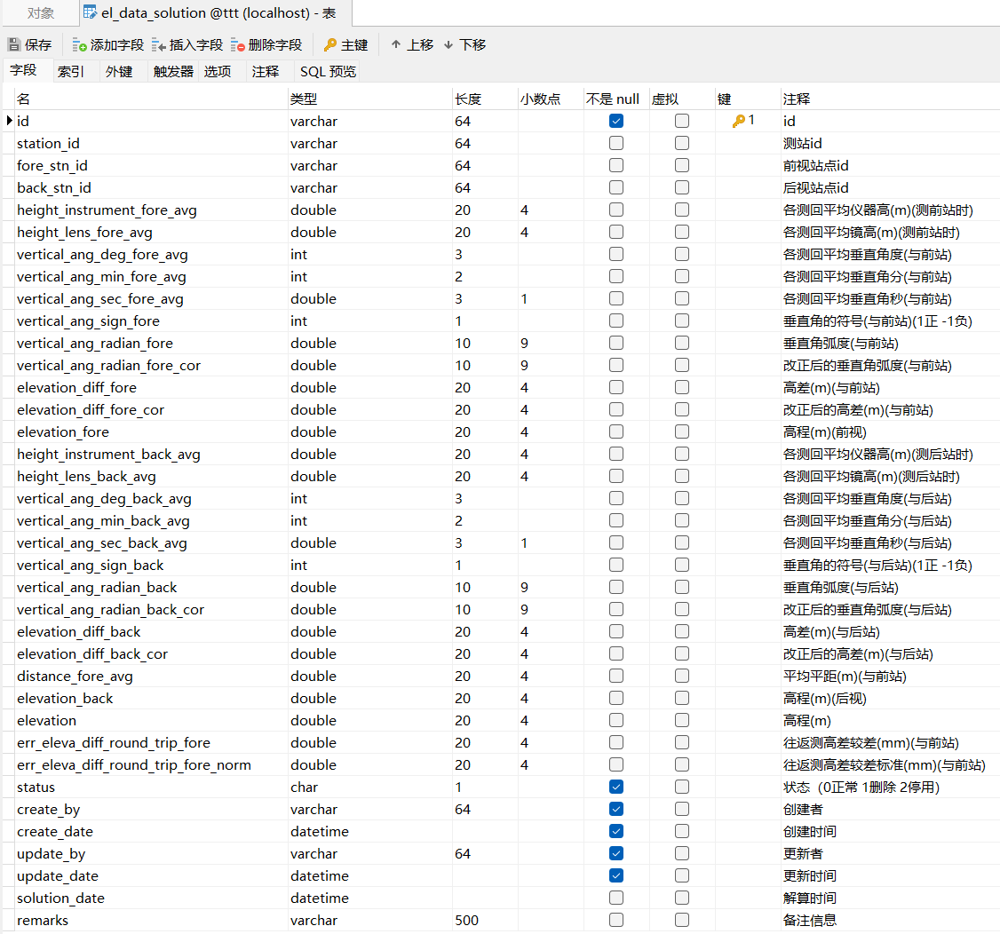 对象 el_data_solution @ttt (localhost) - 表
保存 添加字段 插入字段 删除字段 主键 上移 下移
字段 索引 外键 触发器 选项 注释 SQL 预览
名 类型 长度 小数点 不是 null 虚拟 键 注释
id varchar 64 1 id
station_id varchar 64 测站id
fore_stn_id varchar 64 前视站点id
back_stn_id varchar 64 后视站点id
height_instrument_fore_avg double 20 4 各测回平均仪器高(m)(测前站时)
height_lens_fore_avg double 20 4 各测回平均镜高(m)(测前站时)
vertical_ang_deg_fore_avg int 3 各测回平均垂直角度(与前站)
vertical_ang_min_fore_avg int 2 各测回平均垂直角分(与前站)
vertical_ang_sec_fore_avg double 3 1 各测回平均垂直角秒(与前站)
vertical_ang_sign_fore int 1 垂直角的符号(与前站)(1正 -1负)
vertical_ang_radian_fore double 10 9 垂直角弧度(与前站)
vertical_ang_radian_fore_cor double 10 9 改正后的垂直角弧度(与前站)
elevation_diff_fore double 20 4 高差(m)(与前站)
elevation_diff_fore_cor double 20 4 改正后的高差(m)(与前站)
elevation_fore double 20 4 高程(m)(前视)
height_instrument_back_avg double 20 4 各测回平均仪器高(m)(测后站时)
height_lens_back_avg double 20 4 各测回平均镜高(m)(测后站时)
vertical_ang_deg_back_avg int 3 各测回平均垂直角度(与后站)
vertical_ang_min_back_avg int 2 各测回平均垂直角分(与后站)
vertical_ang_sec_back_avg double 3 1 各测回平均垂直角秒(与后站)
vertical_ang_sign_back int 1 垂直角的符号(与后站)(1正 -1负)
vertical_ang_radian_back double 10 9 垂直角弧度(与后站)
vertical_ang_radian_back_cor double 10 9 改正后的垂直角弧度(与后站)
elevation_diff_back double 20 4 高差(m)(与后站)
elevation_diff_back_cor double 20 4 改正后的高差(m)(与后站)
distance_fore_avg double 20 4 平均平距(m)(与前站)
elevation_back double 20 4 高程(m)(后视)
elevation double 20 4 高程(m)
err_eleva_diff_round_trip_fore double 20 4 往返测高差较差(mm)(与前站)
err_eleva_diff_round_trip_fore_norm double 20 4 往返测高差较差标准(mm)(与前站)
status char 1 状态（0正常 1删除 2停用）
create_by varchar 64 创建者
create_date datetime 创建时间
update_by varchar 64 更新者
update_date datetime 更新时间
solution_date datetime 解算时间
remarks varchar 500 备注信息